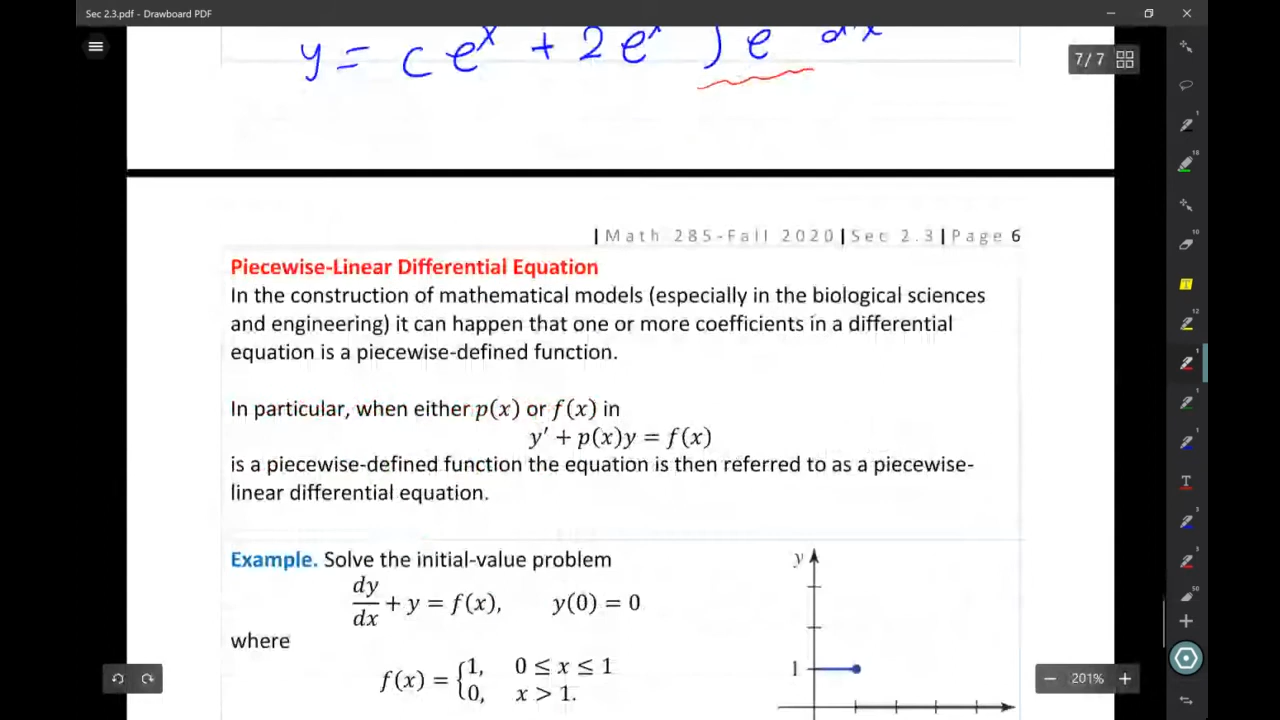 Sec 2.3.pdf - Drawboard PDF
7/7
y = c e^x + 2 e^x ∫ e dx
|Math 285-Fall 2020|Sec 2.3|Page 6
Piecewise-Linear Differential Equation
In the construction of mathematical models (especially in the biological sciences
and engineering) it can happen that one or more coefficients in a differential
equation is a piecewise-defined function.
In particular, when either p(x) or f(x) in
y′ + p(x)y = f(x)
is a piecewise-defined function the equation is then referred to as a piecewise-
linear differential equation.
Example. Solve the initial-value problem
dy/dx + y = f(x), y(0) = 0
where
f(x) = {1, 0 ≤ x ≤ 1
0, x > 1.
y
1
201%